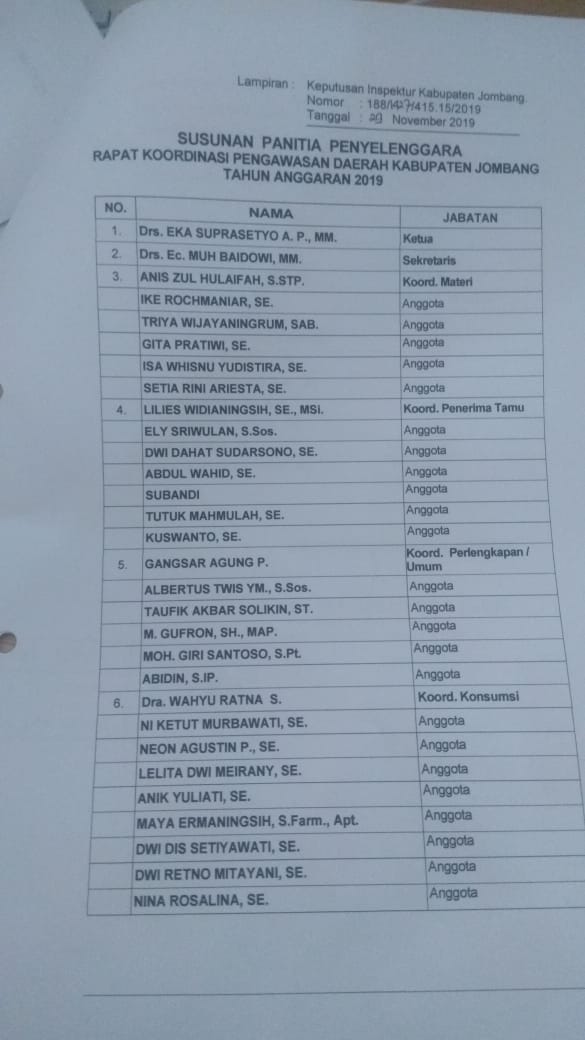 Lampiran : Keputusan Inspektur Kabupaten Jombang
Nomor : 188/ /415.15/2019
Tanggal : November 2019
SUSUNAN PANITIA PENYELENGGARA
RAPAT KOORDINASI PENGAWASAN DAERAH KABUPATEN JOMBANG
TAHUN ANGGARAN 2019
NO. NAMA JABATAN
1. Drs. EKA SUPRASETYO A. P., MM. Ketua
2. Drs. Ec. MUH BAIDOWI, MM. Sekretaris
3. ANIS ZUL HULAIFAH, S.STP. Koord. Materi
IKE ROCHMANIAR, SE. Anggota
TRIYA WIJAYANINGRUM, SAB. Anggota
GITA PRATIWI, SE. Anggota
ISA WHISNU YUDISTIRA, SE. Anggota
SETIA RINI ARIESTA, SE. Anggota
4. LILIES WIDIANINGSIH, SE., MSi. Koord. Penerima Tamu
ELY SRIWULAN, S.Sos. Anggota
DWI DAHAT SUDARSONO, SE. Anggota
ABDUL WAHID, SE. Anggota
SUBANDI Anggota
TUTUK MAHMULAH, SE. Anggota
KUSWANTO, SE. Anggota
5. GANGSAR AGUNG P. Koord. Perlengkapan /
Umum
ALBERTUS TWIS YM., S.Sos. Anggota
TAUFIK AKBAR SOLIKIN, ST. Anggota
M. GUFRON, SH., MAP. Anggota
MOH. GIRI SANTOSO, S.Pt. Anggota
ABIDIN, S.IP. Anggota
6. Dra. WAHYU RATNA S. Koord. Konsumsi
NI KETUT MURBAWATI, SE. Anggota
NEON AGUSTIN P., SE. Anggota
LELITA DWI MEIRANY, SE. Anggota
ANIK YULIATI, SE. Anggota
MAYA ERMANINGSIH, S.Farm., Apt. Anggota
DWI DIS SETIYAWATI, SE. Anggota
DWI RETNO MITAYANI, SE. Anggota
NINA ROSALINA, SE. Anggota